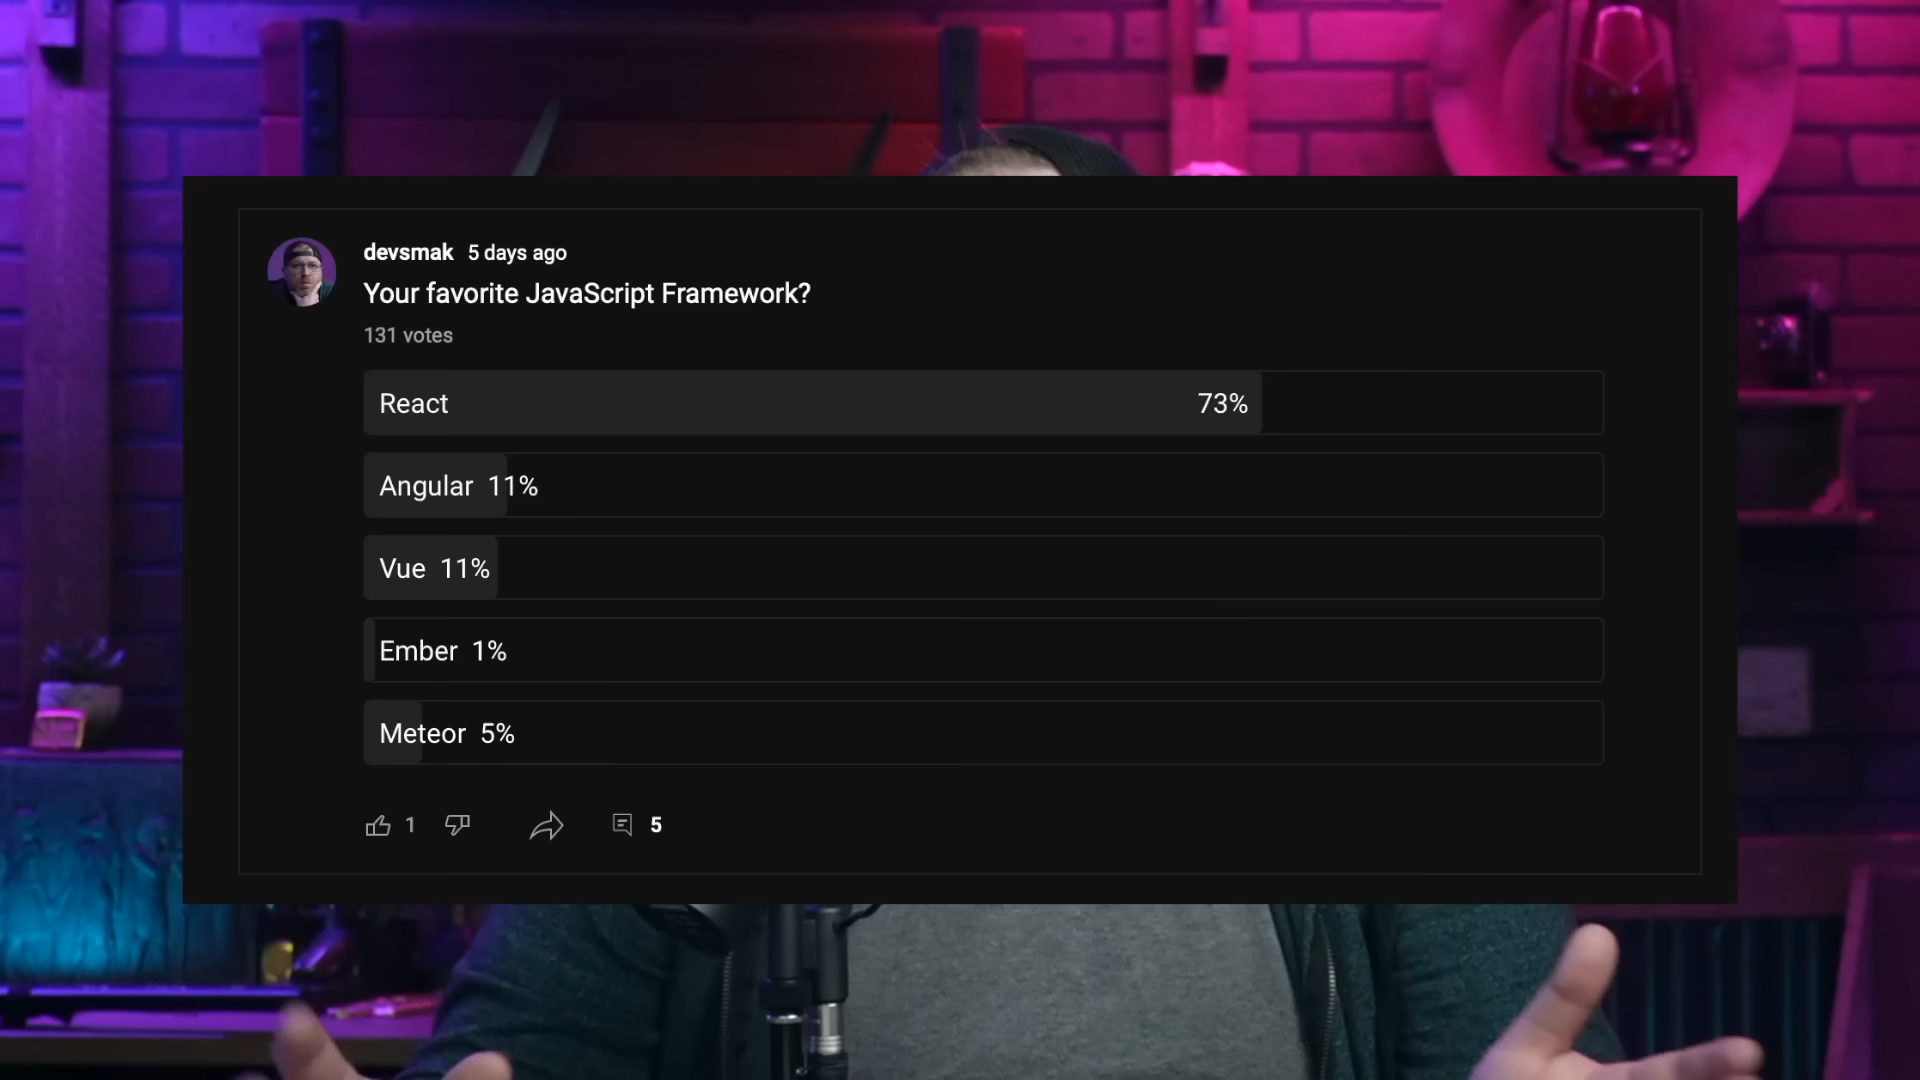 devsmak 5 days ago
Your favorite JavaScript Framework?
131 votes
React 73%
Angular 11%
Vue 11%
Ember 1%
Meteor 5%
1 5